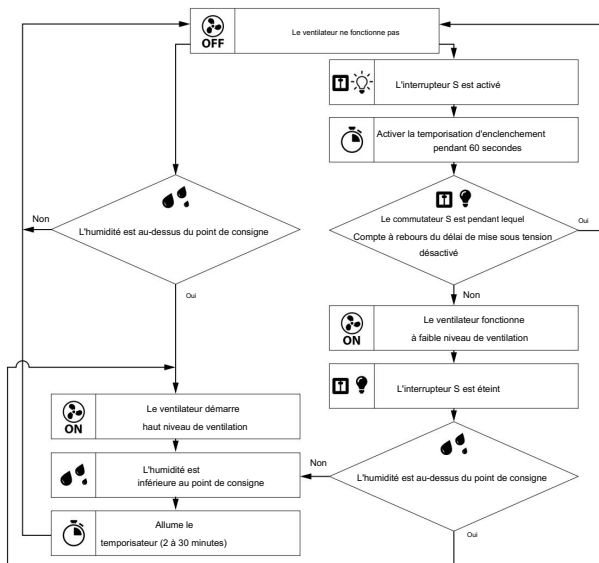 OFF
Le ventilateur ne fonctionne pas
L'interrupteur S est activé
Activer la temporisation d'enclenchement
pendant 60 secondes
Non
L'humidité est au-dessus du point de consigne
Oui
Le commutateur S est pendant lequel
Compte à rebours du délai de mise sous tension
désactivé
Oui
Non
ON
Le ventilateur fonctionne
à faible niveau de ventilation
L'interrupteur S est éteint
ON
Le ventilateur démarre
haut niveau de ventilation
L'humidité est
inférieure au point de consigne
Non
L'humidité est au-dessus du point de consigne
Oui
Allume le
temporisateur (2 à 30 minutes)